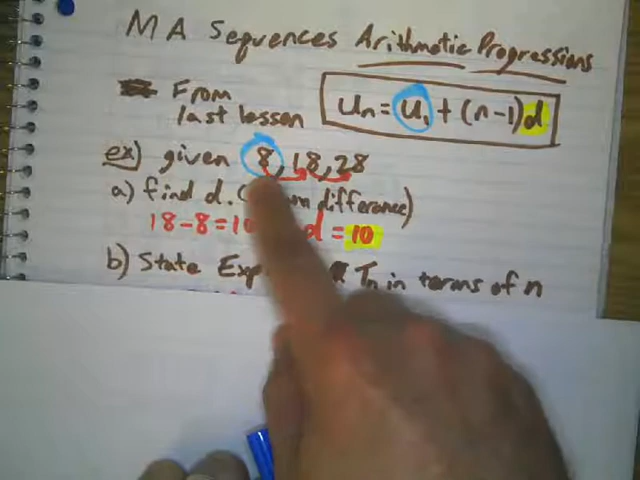 MA Sequences Arithmetic Progressions
From
last lesson
un = u1 + (n-1)d
ex) given 8, 18, 28
a) find d. difference)
18-8=10 d = 10
b) State Tn in terms of n